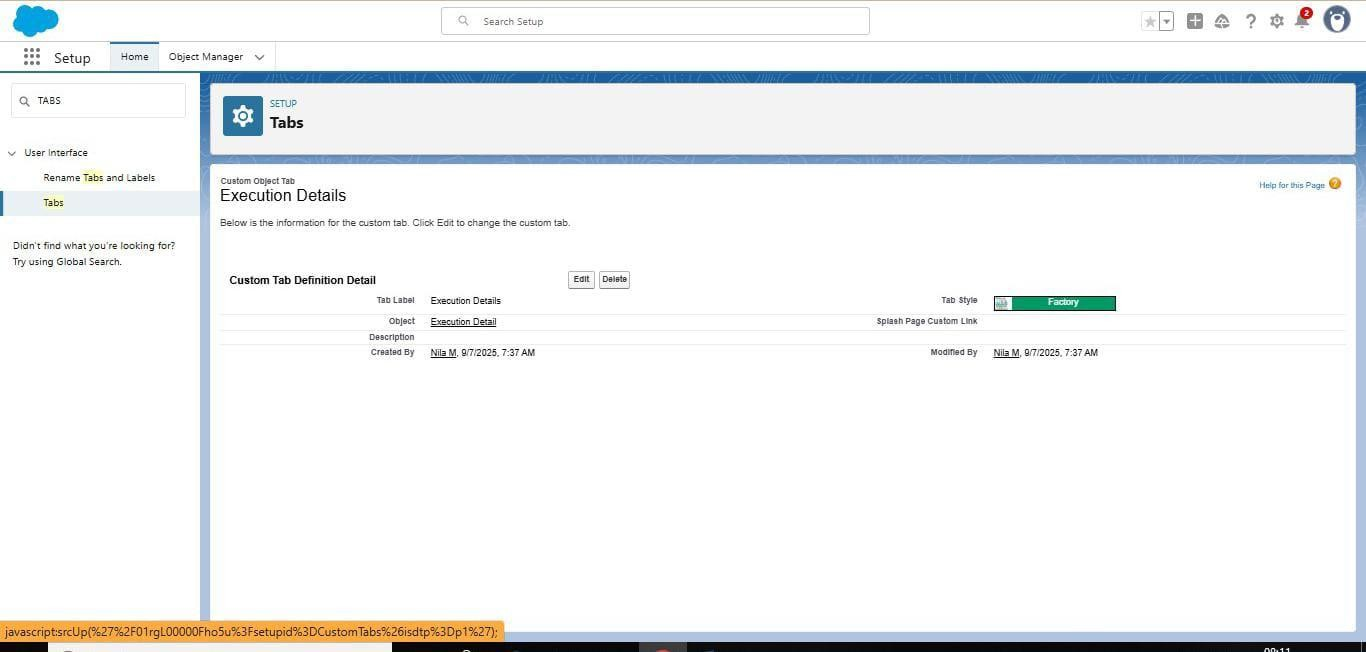 Search Setup
2
Setup
Home
Object Manager
TABS
User Interface
Rename Tabs and Labels
Tabs
Didn't find what you're looking for?
Try using Global Search.
SETUP
Tabs
Custom Object Tab
Execution Details
Help for this Page ?
Below is the information for the custom tab. Click Edit to change the custom tab.
Custom Tab Definition Detail Edit Delete
Tab Label Execution Details Tab Style Factory
Object Execution Detail Splash Page Custom Link
Description
Created By Nila M, 9/7/2025, 7:37 AM Modified By Nila M, 9/7/2025, 7:37 AM
javascript:srcUp(%27%2F01rgL00000Fho5u%3Fsetupid%3DCustomTabs%26isdtp%3Dp1%27);